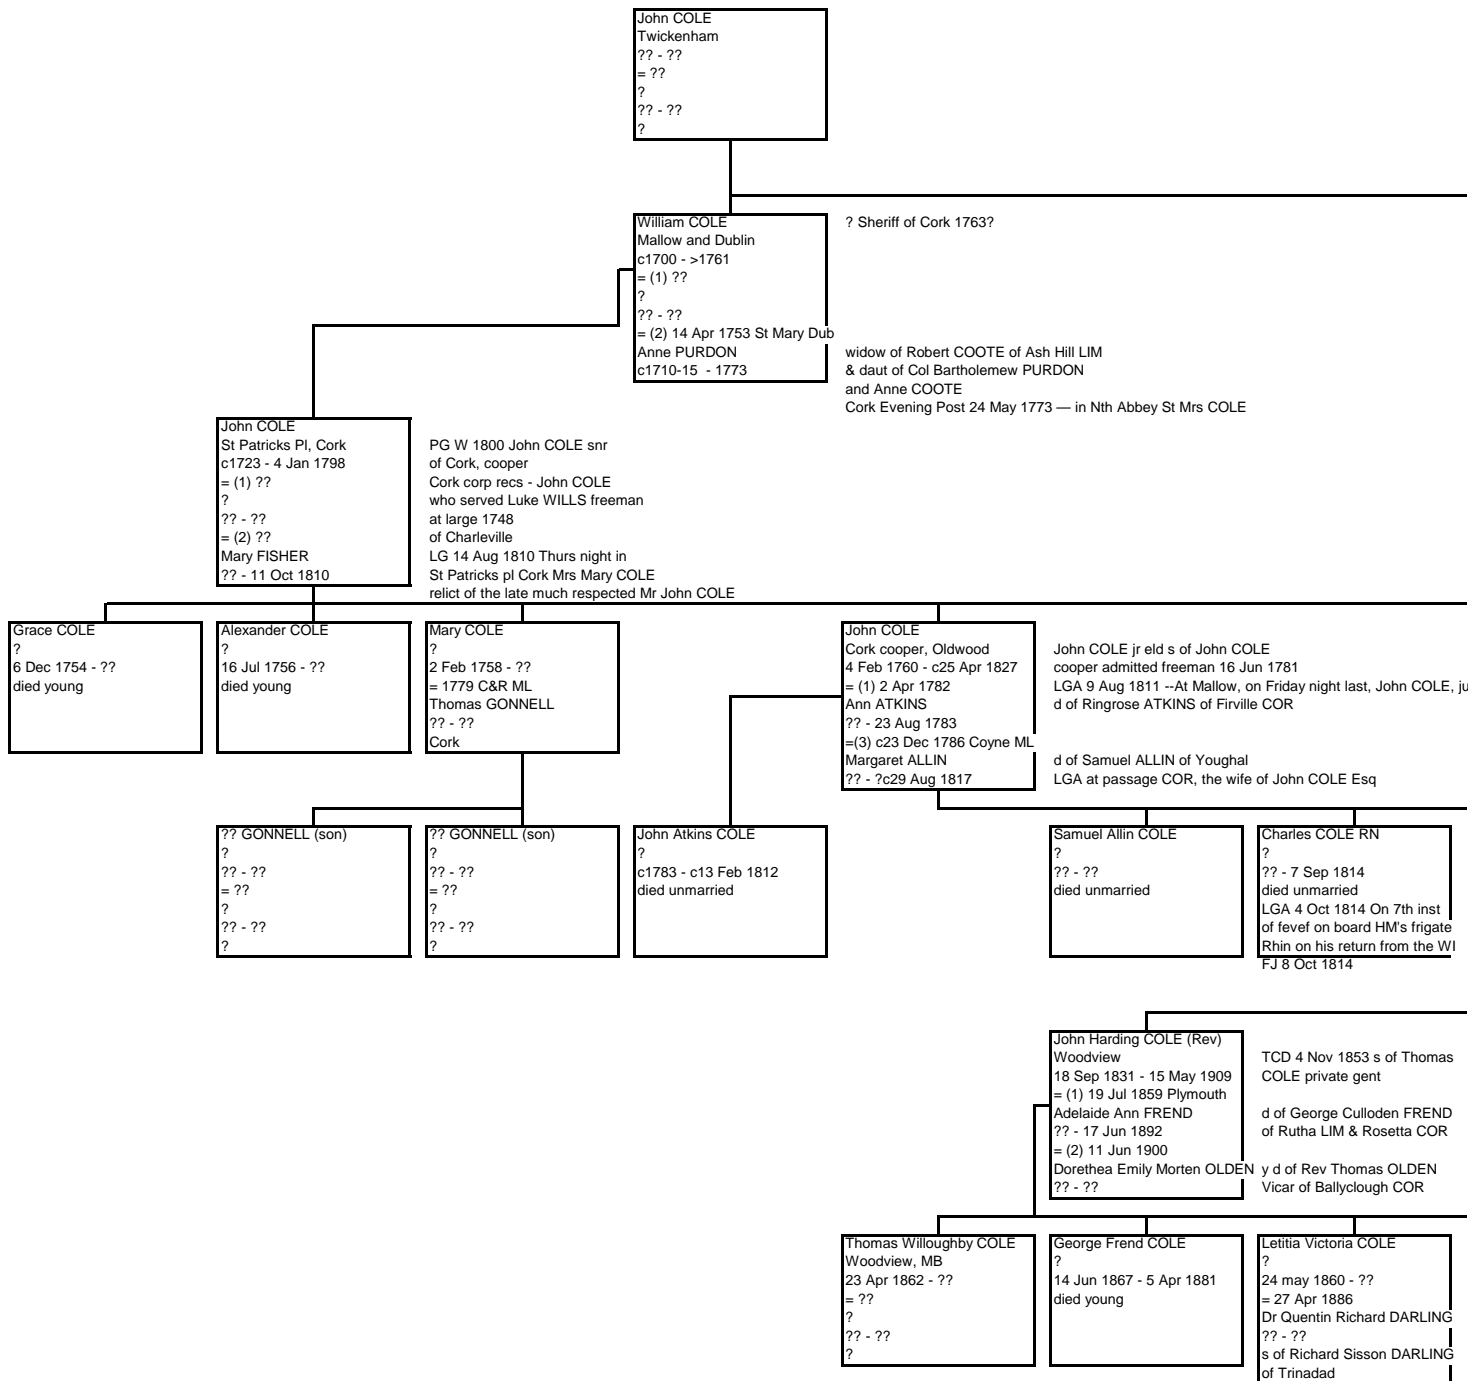 John COLE
Twickenham
?? - ??
= ??
?
?? - ??
?
William COLE
Mallow and Dublin
c1700 - >1761
= (1) ??
?
?? - ??
= (2) 14 Apr 1753 St Mary Dub
Anne PURDON
c1710-15 - 1773
? Sheriff of Cork 1763?
widow of Robert COOTE of Ash Hill LIM
& daut of Col Bartholemew PURDON
and Anne COOTE
Cork Evening Post 24 May 1773 — in Nth Abbey St Mrs COLE
John COLE
St Patricks Pl, Cork
c1723 - 4 Jan 1798
= (1) ??
?
?? - ??
= (2) ??
Mary FISHER
?? - 11 Oct 1810
PG W 1800 John COLE snr
of Cork, cooper
Cork corp recs - John COLE
who served Luke WILLS freeman
at large 1748
of Charleville
LG 14 Aug 1810 Thurs night in
St Patricks pl Cork Mrs Mary COLE
relict of the late much respected Mr John COLE
Grace COLE
?
6 Dec 1754 - ??
died young
Alexander COLE
?
16 Jul 1756 - ??
died young
Mary COLE
?
2 Feb 1758 - ??
= 1779 C&R ML
Thomas GONNELL
?? - ??
Cork
John COLE
Cork cooper, Oldwood
4 Feb 1760 - c25 Apr 1827
= (1) 2 Apr 1782
Ann ATKINS
?? - 23 Aug 1783
=(3) c23 Dec 1786 Coyne ML
Margaret ALLIN
?? - ?c29 Aug 1817
John COLE jr eld s of John COLE
cooper admitted freeman 16 Jun 1781
LGA 9 Aug 1811 --At Mallow, on Friday night last, John COLE, ju
d of Ringrose ATKINS of Firville COR
d of Samuel ALLIN of Youghal
LGA at passage COR, the wife of John COLE Esq
?? GONNELL (son)
?
?? - ??
= ??
?
?? - ??
?
?? GONNELL (son)
?
?? - ??
= ??
?
?? - ??
?
John Atkins COLE
?
c1783 - c13 Feb 1812
died unmarried
Samuel Allin COLE
?
?? - ??
died unmarried
Charles COLE RN
?
?? - 7 Sep 1814
died unmarried
LGA 4 Oct 1814 On 7th inst
of fevef on board HM's frigate
Rhin on his return from the WI
FJ 8 Oct 1814
John Harding COLE (Rev)
Woodview
18 Sep 1831 - 15 May 1909
= (1) 19 Jul 1859 Plymouth
Adelaide Ann FREND
?? - 17 Jun 1892
= (2) 11 Jun 1900
Dorethea Emily Morten OLDEN
?? - ??
TCD 4 Nov 1853 s of Thomas
COLE private gent
d of George Culloden FREND
of Rutha LIM & Rosetta COR
y d of Rev Thomas OLDEN
Vicar of Ballyclough COR
Thomas Willoughby COLE
Woodview, MB
23 Apr 1862 - ??
= ??
?
?? - ??
?
George Frend COLE
?
14 Jun 1867 - 5 Apr 1881
died young
Letitia Victoria COLE
?
24 may 1860 - ??
= 27 Apr 1886
Dr Quentin Richard DARLING
?? - ??
s of Richard Sisson DARLING
of Trinadad